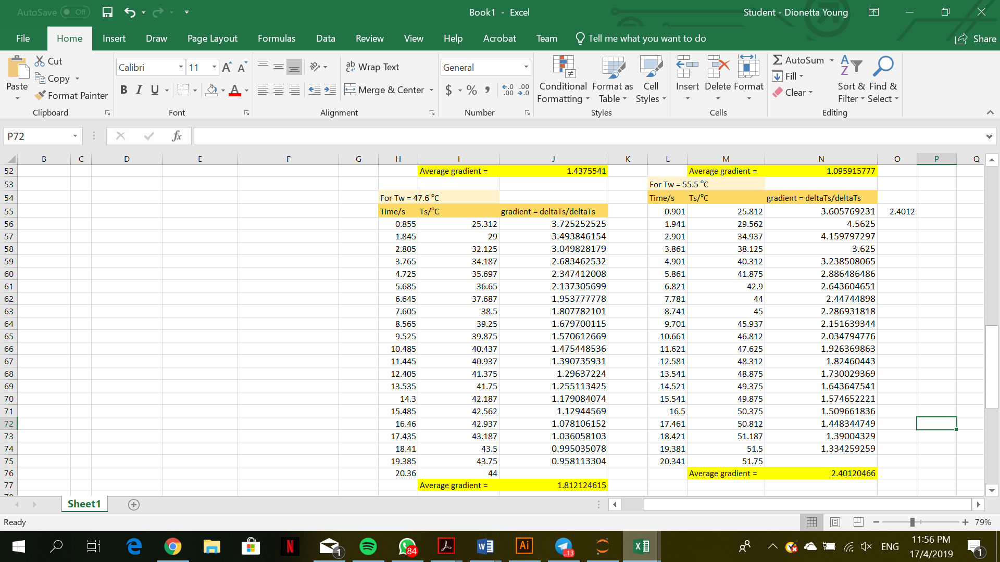 AutoSave Off Book1 - Excel Student - Dionetta Young
File Home Insert Draw Page Layout Formulas Data Review View Help Acrobat Team Tell me what you want to do Share
Paste Cut Copy Format Painter Clipboard
Calibri 11 A A B I U A Font
ab Wrap Text Merge & Center Alignment
General $ % , .0 .00 .00 .0 Number
Conditional Formatting Format as Table Cell Styles Styles
Insert Delete Format Cells
AutoSum Fill Clear Sort & Filter Find & Select Editing
P72 fx
B C D E F G H I J K L M N O P Q
52 Average gradient = 1.4375541 Average gradient = 1.095915777
53 For Tw = 55.5 °C
54 For Tw = 47.6 °C Time/s Ts/°C gradient = deltaTs/deltaTs
55 Time/s Ts/°C gradient = deltaTs/deltaTs 0.901 25.812 3.605769231 2.4012
56 0.855 25.312 3.725252525 1.941 29.562 4.5625
57 1.845 29 3.493846154 2.901 34.937 4.159797297
58 2.805 32.125 3.049828179 3.861 38.125 3.625
59 3.765 34.187 2.683462532 4.901 40.312 3.238508065
60 4.725 35.697 2.347412008 5.861 41.875 2.886486486
61 5.685 36.65 2.137305699 6.821 42.9 2.643604651
62 6.645 37.687 1.953777778 7.781 44 2.44744898
63 7.605 38.5 1.807782101 8.741 45 2.286931818
64 8.565 39.25 1.679700115 9.701 45.937 2.151639344
65 9.525 39.875 1.570612669 10.661 46.812 2.034794776
66 10.485 40.437 1.475448536 11.621 47.625 1.926369863
67 11.445 40.937 1.390735931 12.581 48.312 1.82460443
68 12.405 41.375 1.29637224 13.541 48.875 1.730029369
69 13.535 41.75 1.255113425 14.521 49.375 1.643647541
70 14.3 42.187 1.179084074 15.541 49.875 1.574652221
71 15.485 42.562 1.12944569 16.5 50.375 1.509661836
72 16.46 42.937 1.078106152 17.461 50.812 1.448344749
73 17.435 43.187 1.036058103 18.421 51.187 1.39004329
74 18.41 43.5 0.995035078 19.381 51.5 1.334259259
75 19.385 43.75 0.958113304 20.341 51.75
76 20.36 44 Average gradient = 2.40120466
77 Average gradient = 1.812124615
Sheet1
Ready 79%
1 84 ..13 ENG 11:56 PM 1
17/4/2019